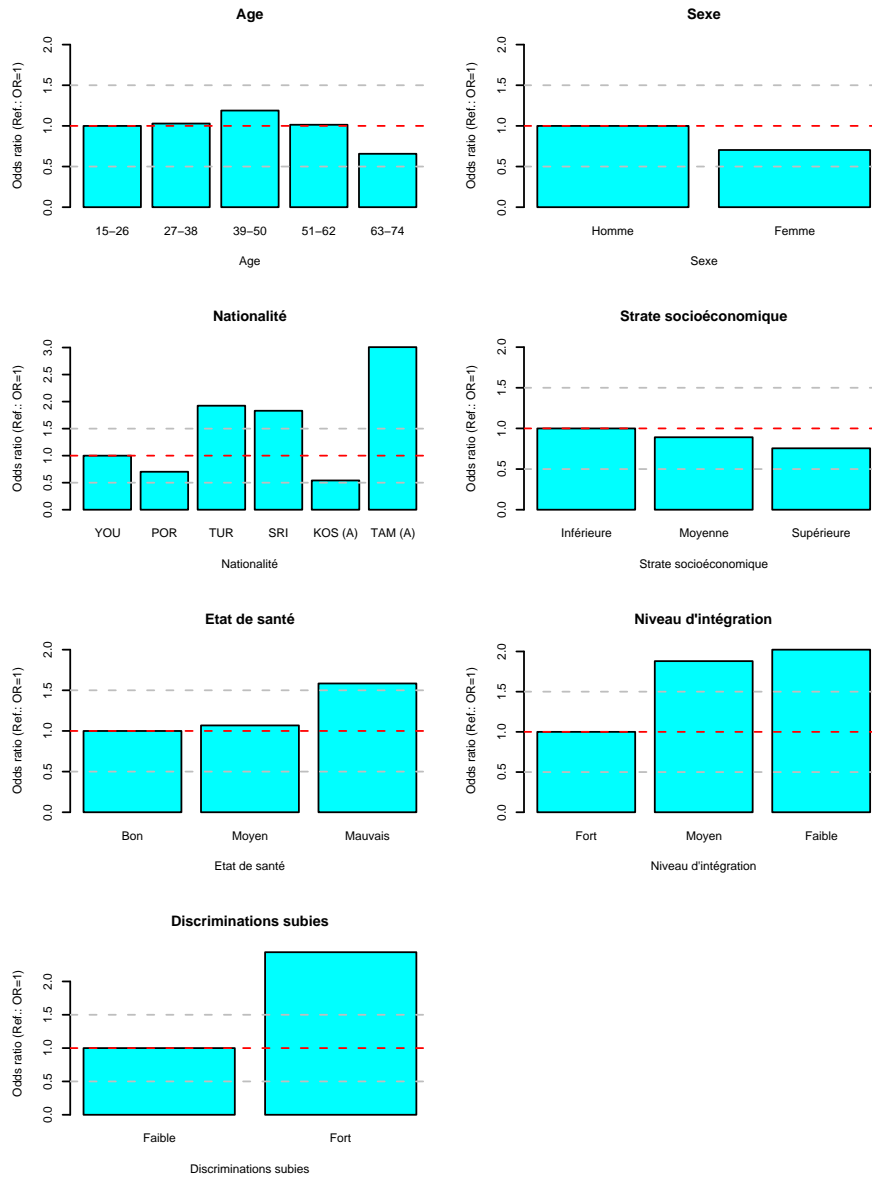 Age
Odds ratio (Ref.: OR=1)
0.0 0.5 1.0 1.5 2.0
15−26 27−38 39−50 51−62 63−74
Age
Sexe
Odds ratio (Ref.: OR=1)
0.0 0.5 1.0 1.5 2.0
Homme Femme
Sexe
Nationalité
Odds ratio (Ref.: OR=1)
0.0 0.5 1.0 1.5 2.0 2.5 3.0
YOU POR TUR SRI KOS (A) TAM (A)
Nationalité
Strate socioéconomique
Odds ratio (Ref.: OR=1)
0.0 0.5 1.0 1.5 2.0
Inférieure Moyenne Supérieure
Strate socioéconomique
Etat de santé
Odds ratio (Ref.: OR=1)
0.0 0.5 1.0 1.5 2.0
Bon Moyen Mauvais
Etat de santé
Niveau d'intégration
Odds ratio (Ref.: OR=1)
0.0 0.5 1.0 1.5 2.0
Fort Moyen Faible
Niveau d'intégration
Discriminations subies
Odds ratio (Ref.: OR=1)
0.0 0.5 1.0 1.5 2.0
Faible Fort
Discriminations subies